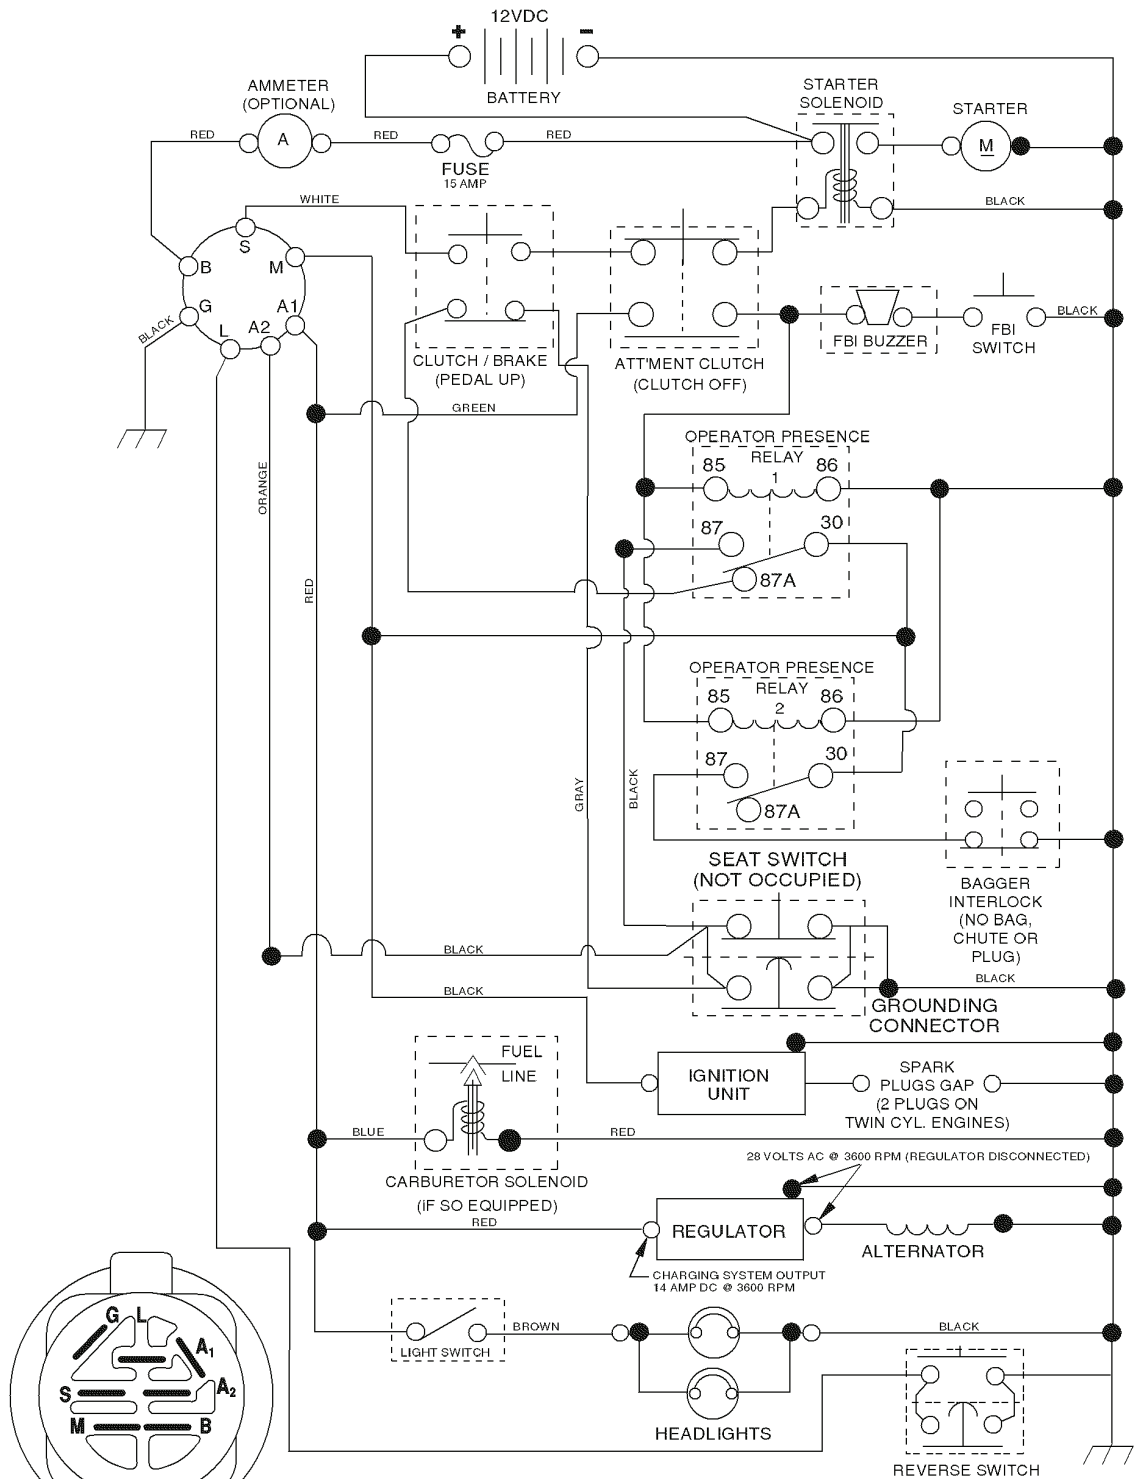 12VDC
+
-
BATTERY
AMMETER
(OPTIONAL)
STARTER
SOLENOID
STARTER
RED
A
RED
RED
M
FUSE
15 AMP
WHITE
BLACK
S
B
M
G
A1
A2
L
BLACK
BLACK
FBI BUZZER
FBI
SWITCH
CLUTCH / BRAKE
(PEDAL UP)
ATT'MENT CLUTCH
(CLUTCH OFF)
GREEN
OPERATOR PRESENCE
RELAY
1
85
86
87
30
87A
ORANGE
RED
OPERATOR PRESENCE
RELAY
2
85
86
87
30
87A
GRAY
BLACK
SEAT SWITCH
(NOT OCCUPIED)
BAGGER
INTERLOCK
(NO BAG,
CHUTE OR
PLUG)
BLACK
BLACK
BLACK
GROUNDING
CONNECTOR
FUEL
LINE
IGNITION
UNIT
SPARK
PLUGS GAP
(2 PLUGS ON
TWIN CYL. ENGINES)
BLUE
RED
CARBURETOR SOLENOID
(IF SO EQUIPPED)
28 VOLTS AC @ 3600 RPM (REGULATOR DISCONNECTED)
RED
REGULATOR
ALTERNATOR
CHARGING SYSTEM OUTPUT
14 AMP DC @ 3600 RPM
BROWN
BLACK
LIGHT SWITCH
HEADLIGHTS
REVERSE SWITCH
G
L
A1
A2
S
M
B